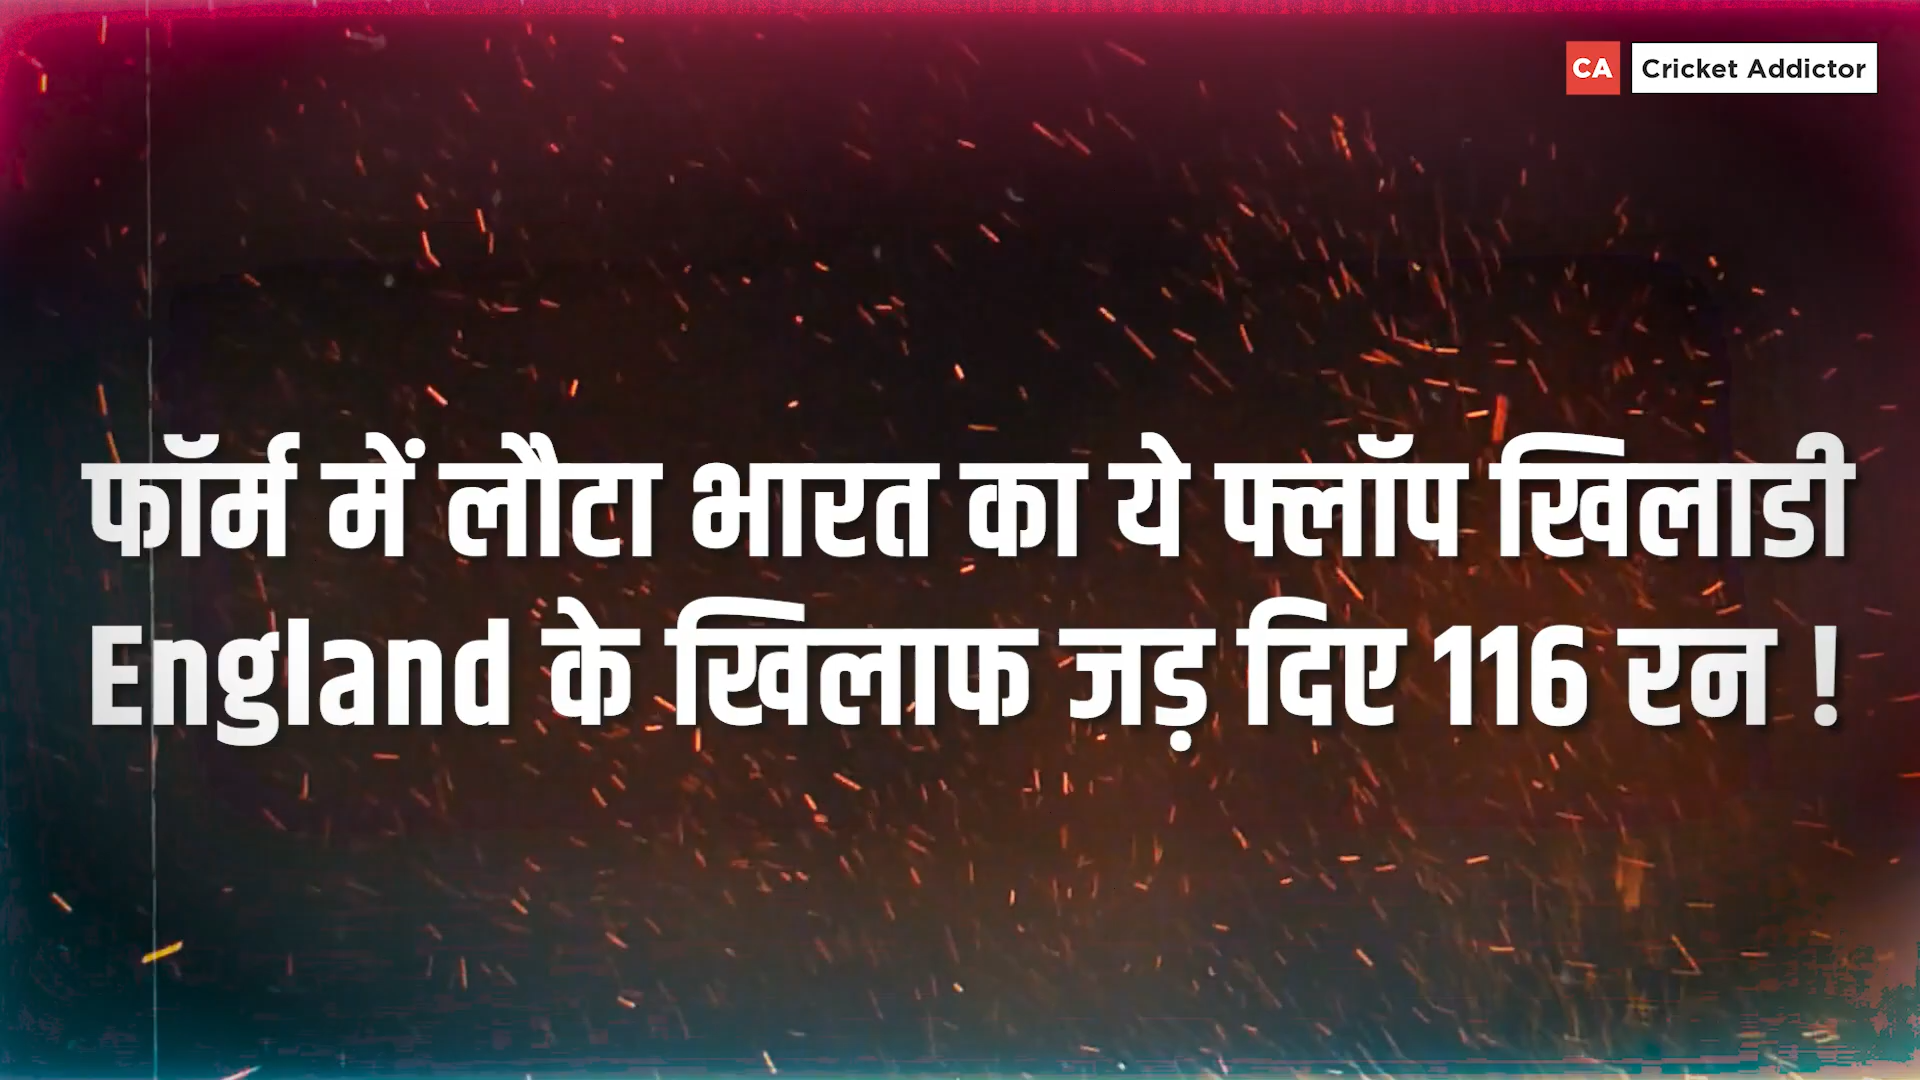 CA Cricket Addictor
फॉर्म में लौटा भारत का ये फ्लॉप खिलाडी
England के खिलाफ जड़ दिए 116 रन !